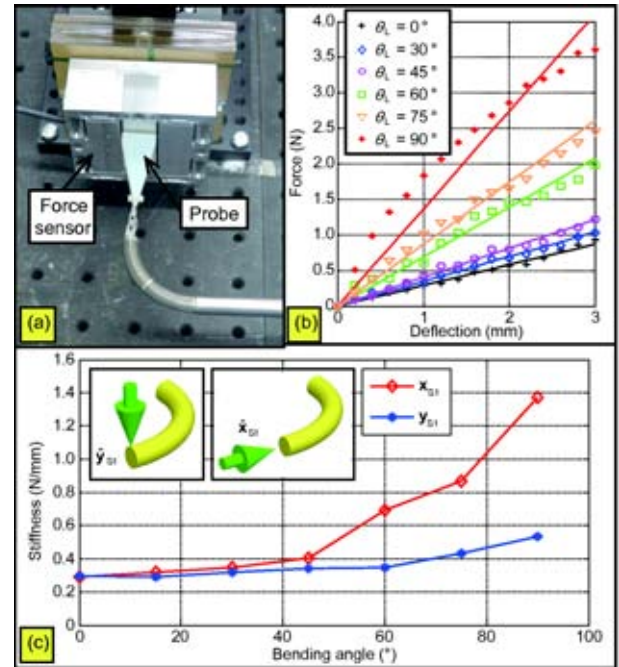 Force
sensor
Probe
(a)
4.0
3.5
3.0
2.5
2.0
1.5
1.0
0.5
0.0
Force (N)
θL = 0°
θL = 30°
θL = 45°
θL = 60°
θL = 75°
θL = 90°
0
1
2
3
Deflection (mm)
(b)
1.6
1.4
1.2
1.0
0.8
0.6
0.4
0.2
0
Stiffness (N/mm)
ŷS1
x̂S1
xS1
yS1
0
20
40
60
80
100
Bending angle (°)
(c)